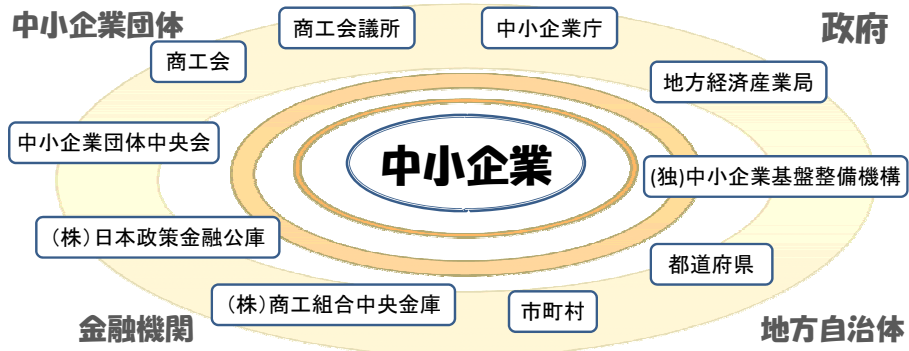 中小企業団体
商工会議所
中小企業庁
政府
商工会
地方経済産業局
中小企業団体中央会
中小企業
(独)中小企業基盤整備機構
（株）日本政策金融公庫
都道府県
（株）商工組合中央金庫
市町村
金融機関
地方自治体